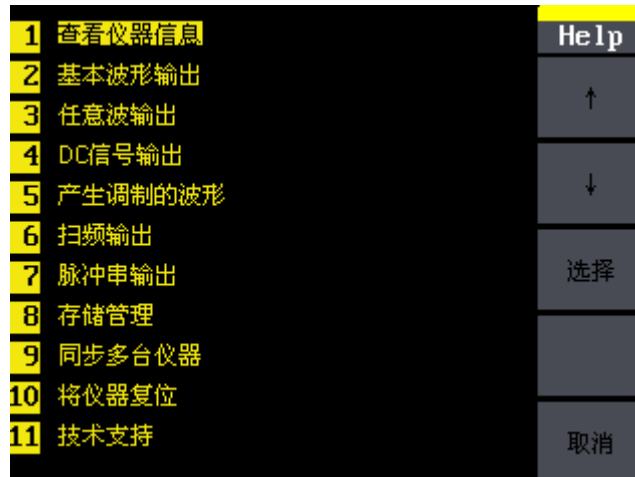 1 查看仪器信息
2 基本波形输出
3 任意波输出
4 DC信号输出
5 产生调制的波形
6 扫频输出
7 脉冲串输出
8 存储管理
9 同步多台仪器
10 将仪器复位
11 技术支持
Help
↑
↓
选择
取消